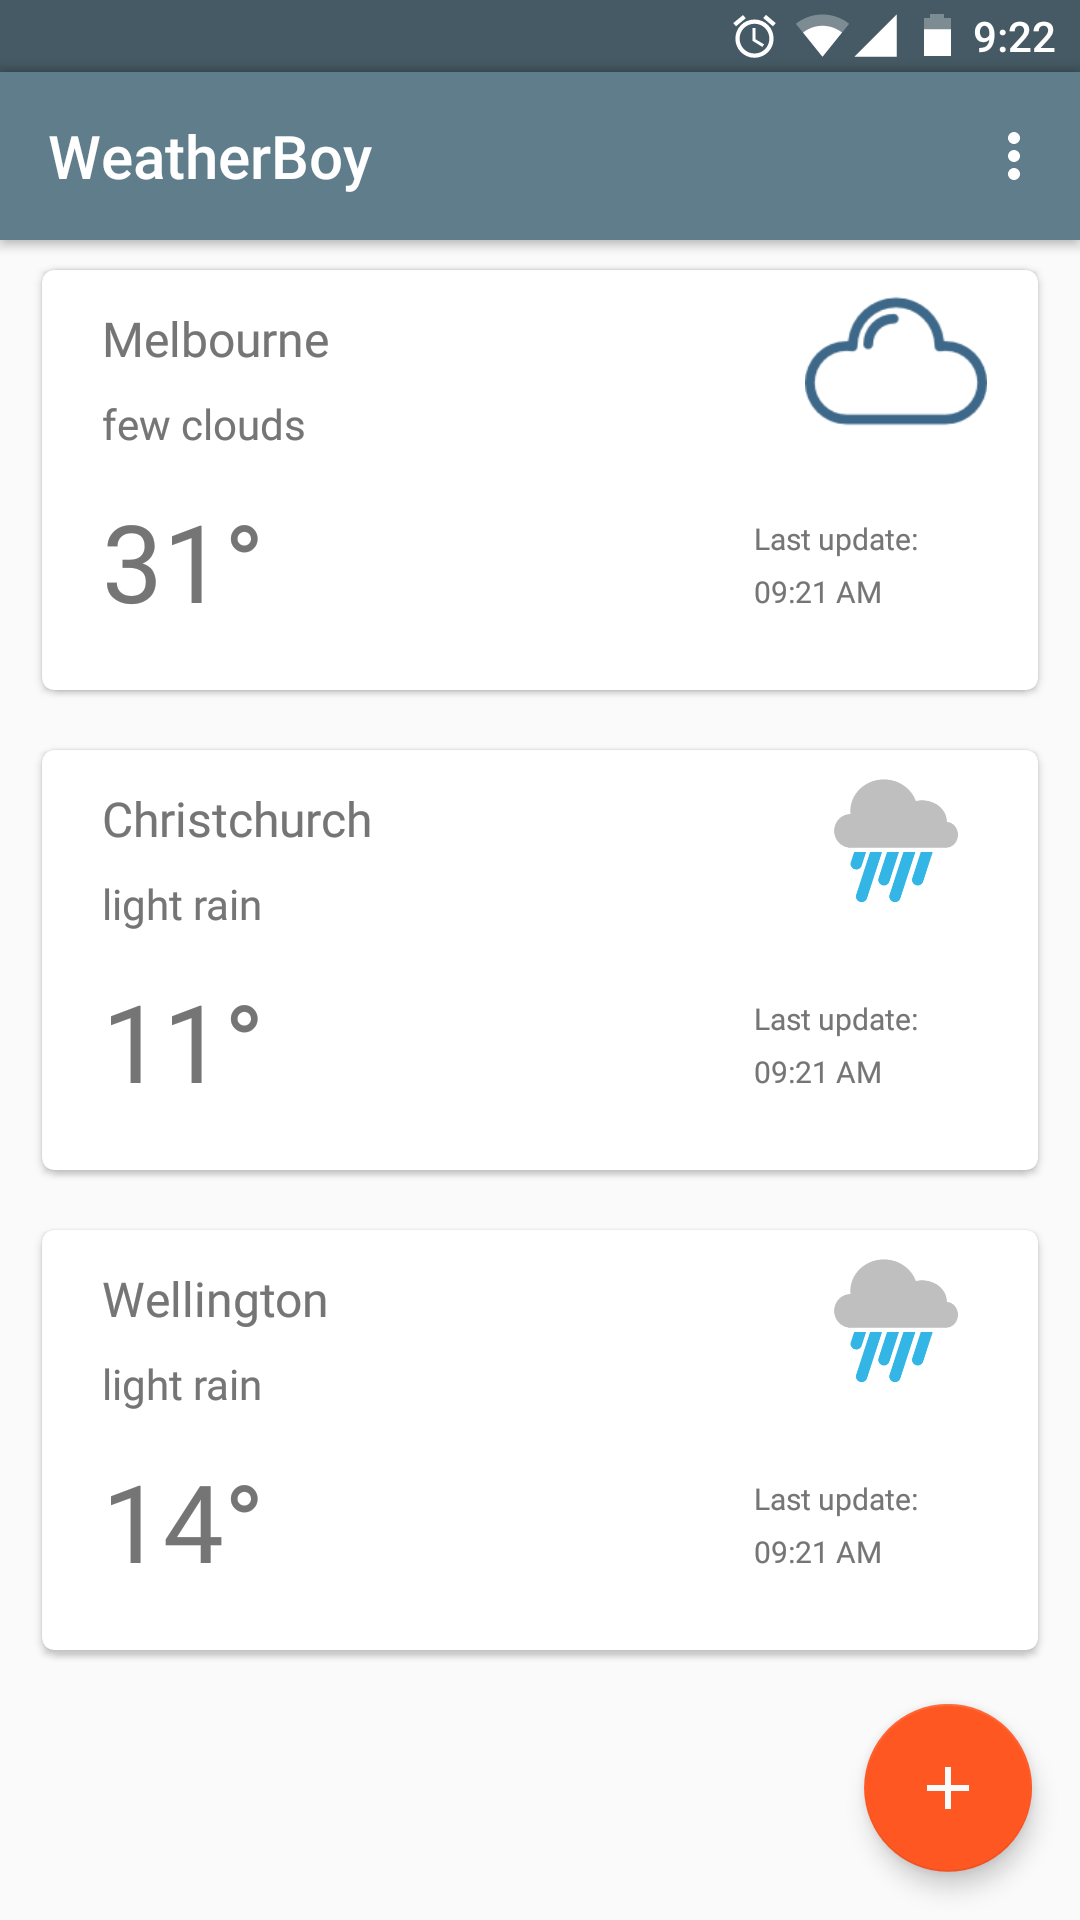 9:22
WeatherBoy
Melbourne
few clouds
31°
Last update:
09:21 AM
Christchurch
light rain
11°
Last update:
09:21 AM
Wellington
light rain
14°
Last update:
09:21 AM
+